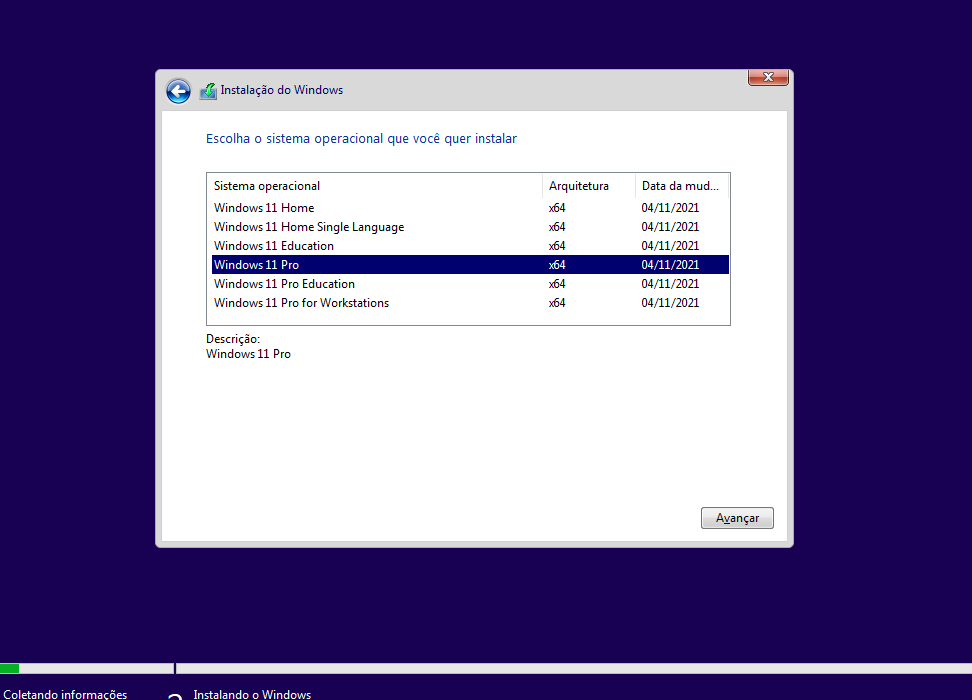 Instalação do Windows
Escolha o sistema operacional que você quer instalar
Sistema operacional Arquitetura Data da mud...
Windows 11 Home x64 04/11/2021
Windows 11 Home Single Language x64 04/11/2021
Windows 11 Education x64 04/11/2021
Windows 11 Pro x64 04/11/2021
Windows 11 Pro Education x64 04/11/2021
Windows 11 Pro for Workstations x64 04/11/2021
Descrição:
Windows 11 Pro
Avançar
Coletando informações 2 Instalando o Windows